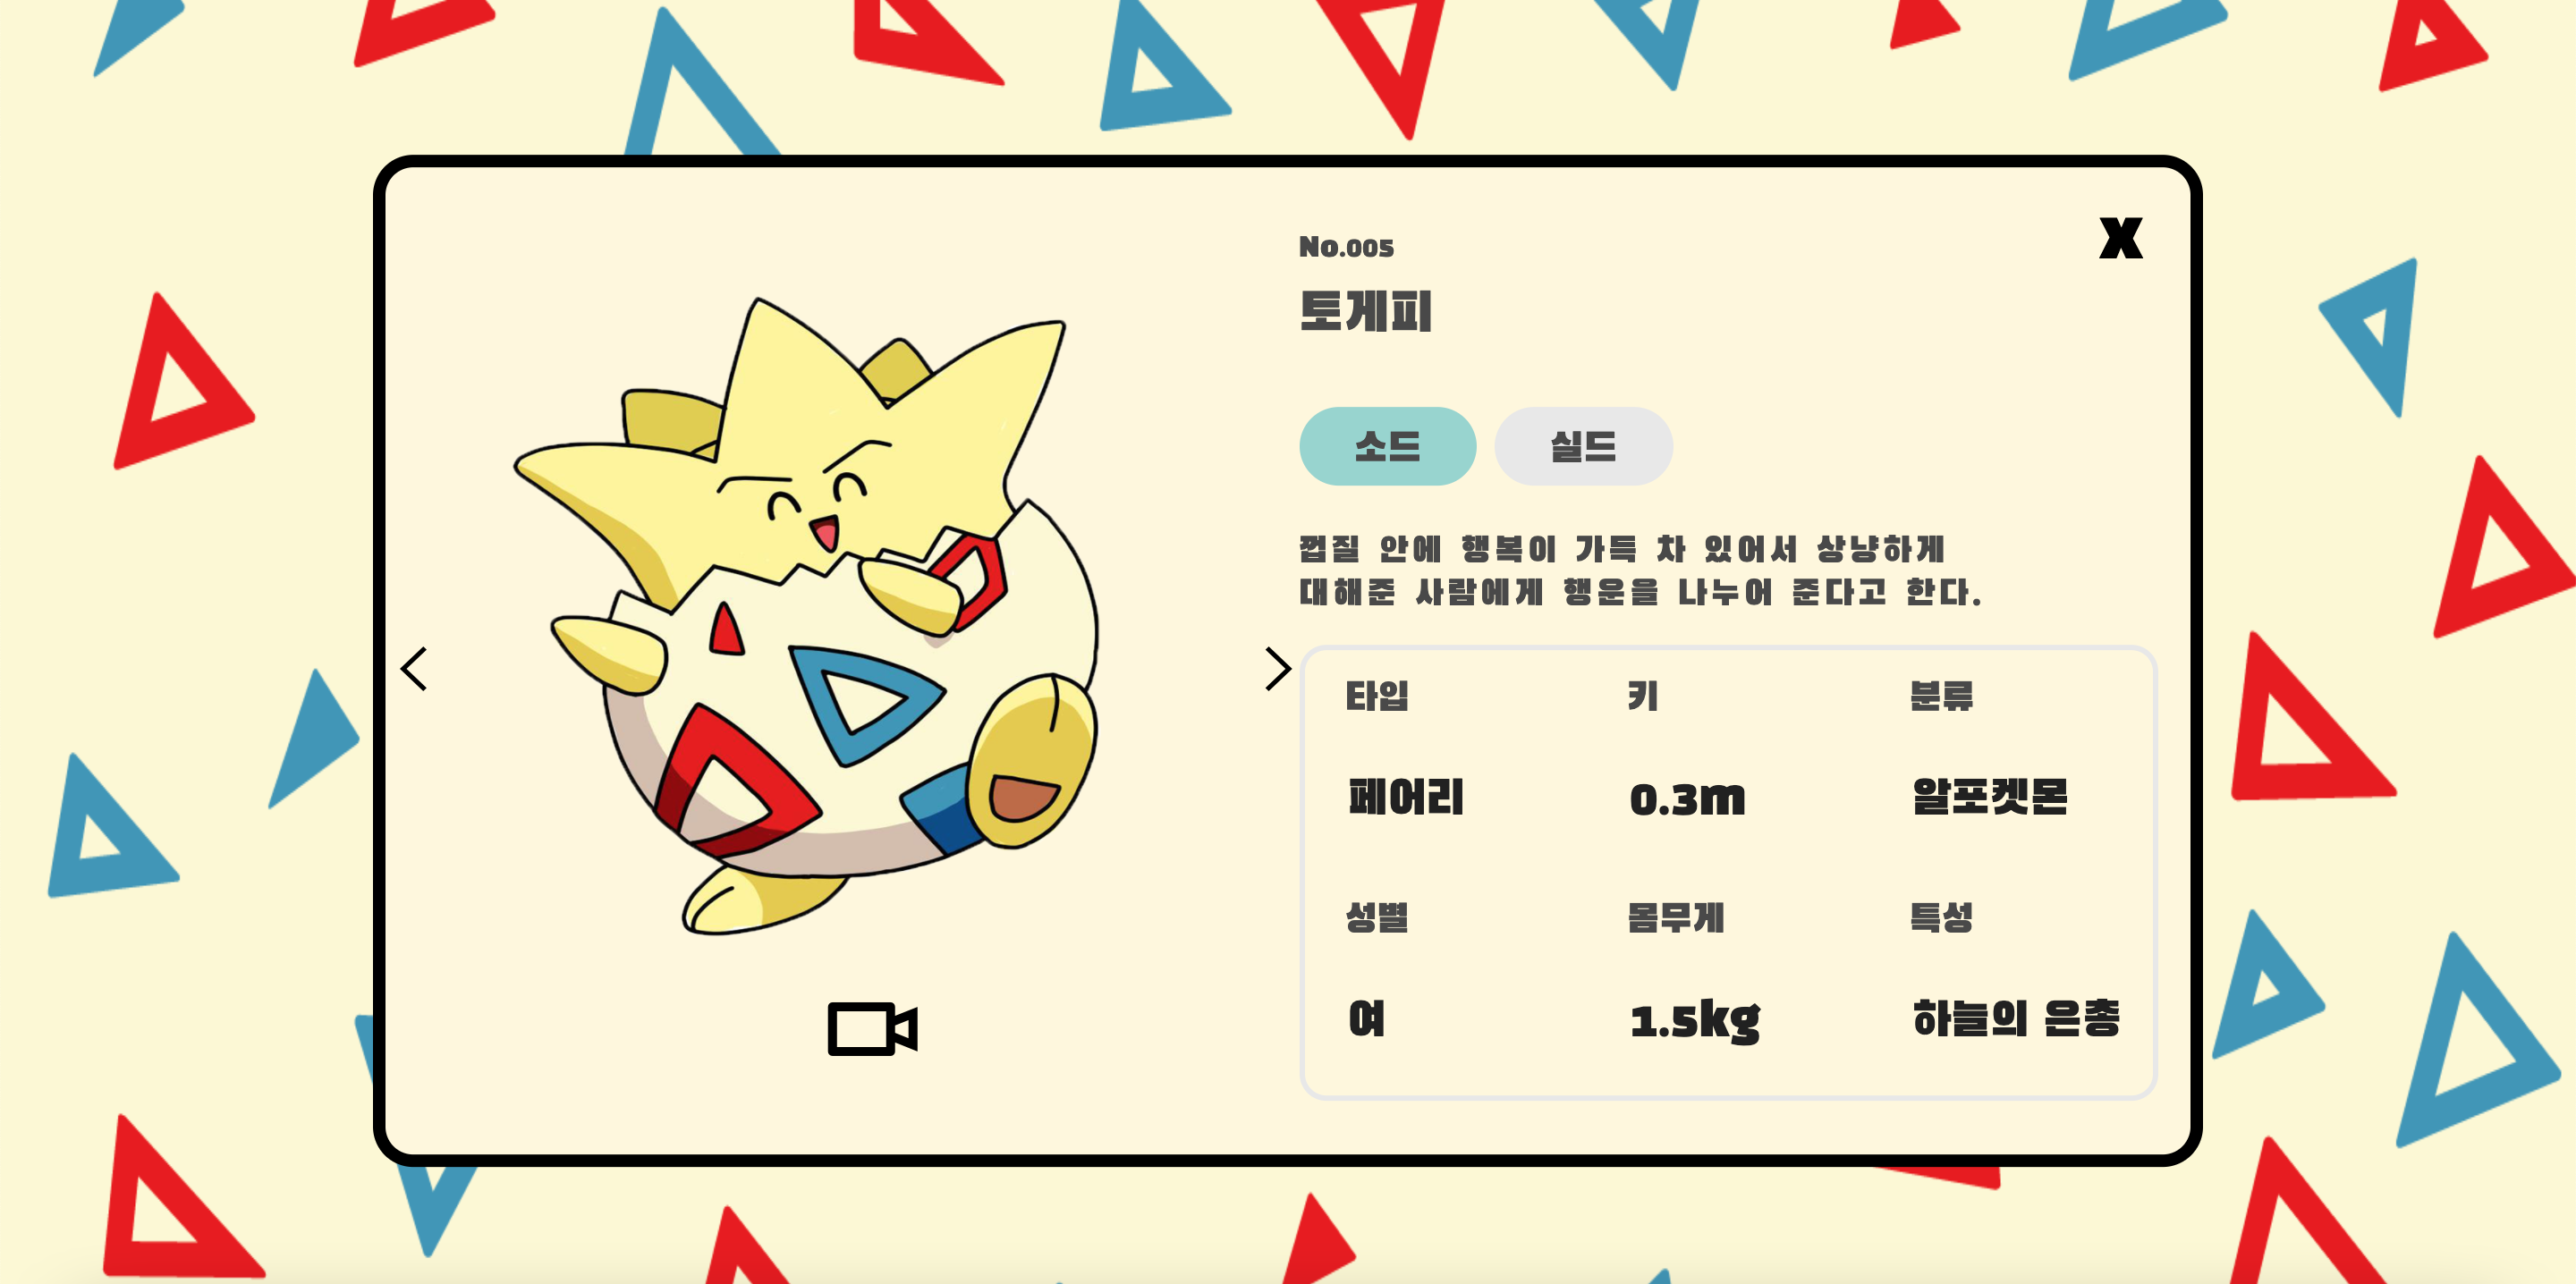 No.005
X
토게피
소드 실드
껍질 안에 행복이 가득 차 있어서 상냥하게
대해준 사람에게 행운을 나누어 준다고 한다.
타입 키 분류
페어리 0.3m 알포켓몬
성별 몸무게 특성
여 1.5kg 하늘의 은총